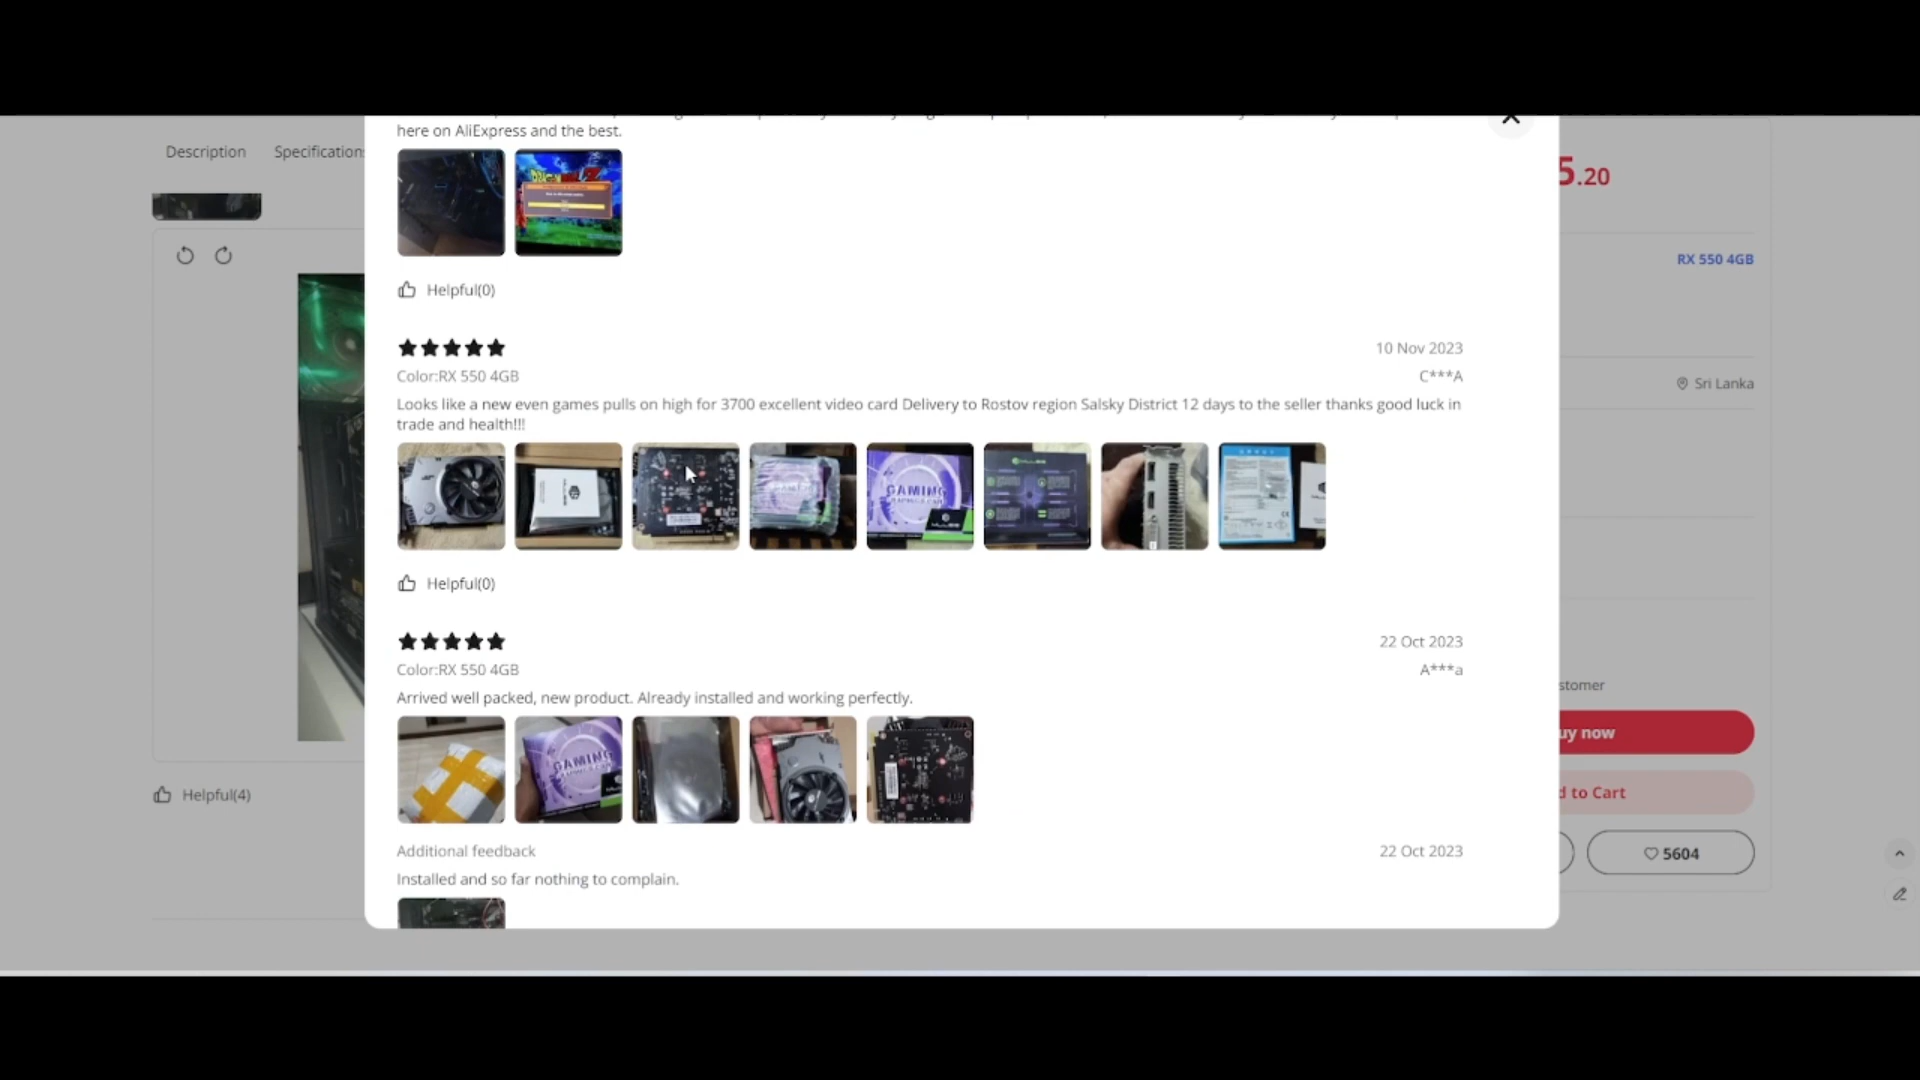 here on AliExpress and the best.
Description
Specifications
5.20
RX 550 4GB
Helpful(0)
10 Nov 2023
Color:RX 550 4GB
C***A
Sri Lanka
Looks like a new even games pulls on high for 3700 excellent video card Delivery to Rostov region Salsky District 12 days to the seller thanks good luck in
trade and health!!!
GAMING
Helpful(0)
22 Oct 2023
Color:RX 550 4GB
A***a
stomer
Arrived well packed, new product. Already installed and working perfectly.
uy now
GAMING
Helpful(4)
d to Cart
Additional feedback
22 Oct 2023
5604
Installed and so far nothing to complain.